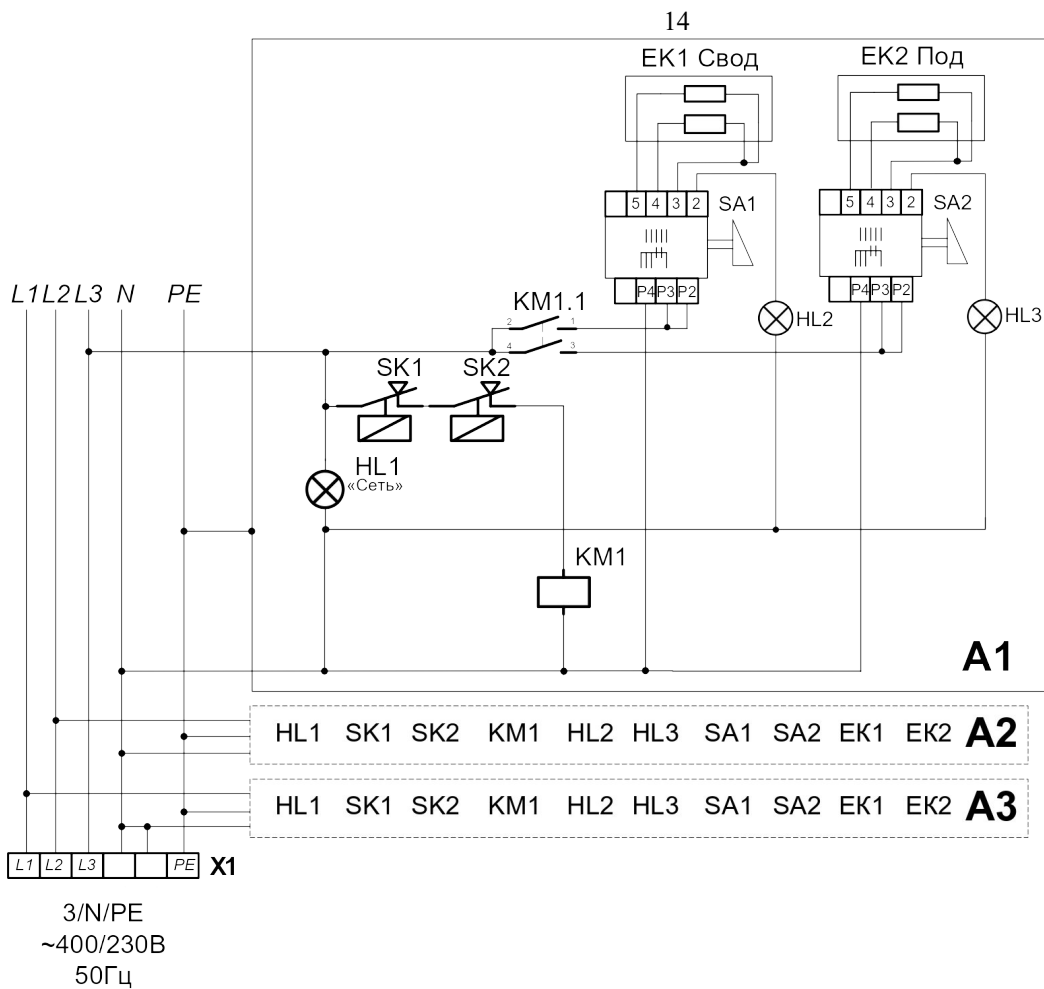 14
EK1 Свод
EK2 Под
5 4 3 2
SA1
5 4 3 2
SA2
P4 P3 P2
P4 P3 P2
L1 L2 L3 N PE
KM1.1
2 1
4 3
HL2
HL3
SK1
SK2
HL1
«Сеть»
KM1
A1
HL1 SK1 SK2 KM1 HL2 HL3 SA1 SA2 EK1 EK2 A2
HL1 SK1 SK2 KM1 HL2 HL3 SA1 SA2 EK1 EK2 A3
L1 L2 L3 PE X1
3/N/PE
~400/230В
50Гц